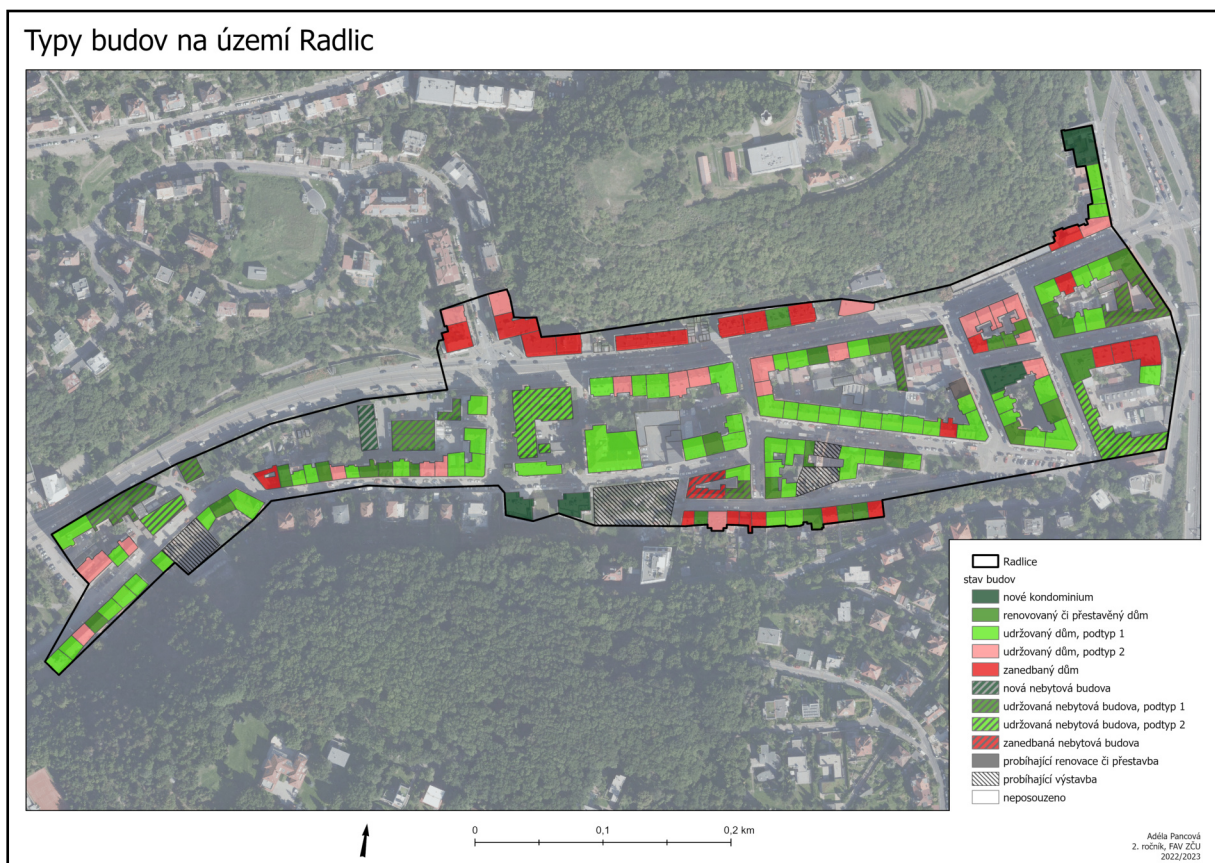 Typy budov na území Radlic
Radlice
stav budov
nové kondominium
renovovaný či přestavěný dům
udržovaný dům, podtyp 1
udržovaný dům, podtyp 2
zanedbaný dům
nová nebytová budova
udržovaná nebytová budova, podtyp 1
udržovaná nebytová budova, podtyp 2
zanedbaná nebytová budova
probíhající renovace či přestavba
probíhající výstavba
neposouzeno
0 0,1 0,2 km
Adéla Pancová
2. ročník, FAV ZČU
2022/2023